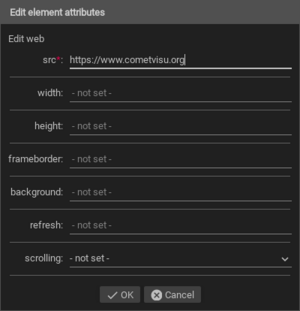 Edit element attributes
Edit web
src*: https://www.cometvisu.org
width: - not set -
height: - not set -
frameborder: - not set -
background: - not set -
refresh: - not set -
scrolling: - not set -
OK Cancel